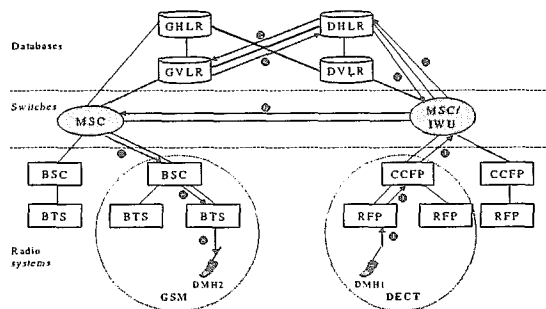 GHLR DHLR
Databases
GVLR DVLR
Switches
MSC MSC/
IWU
BSC BSC CCFP CCFP
BTS BTS BTS RFP RFP RFP
Radio
systems
DMH2 DMH1
GSM DECT